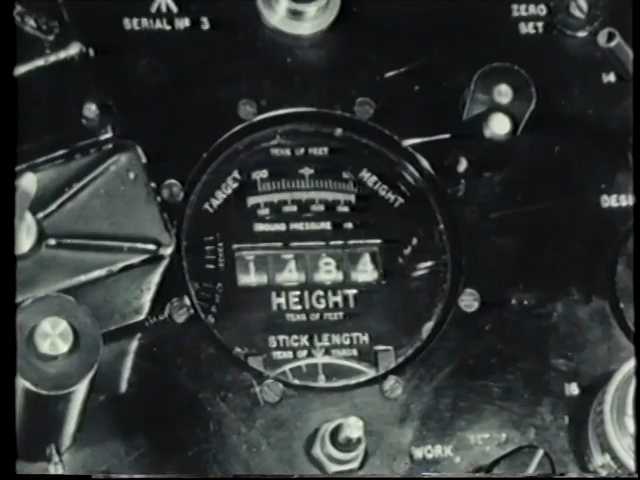 SERIAL Nº 3
ZERO
SET
14
TENS OF FEET
TARGET HEIGHT
GROUND PRESSURE
1484
HEIGHT
TENS OF FEET
STICK LENGTH
TENS OF YARDS
15
WORK